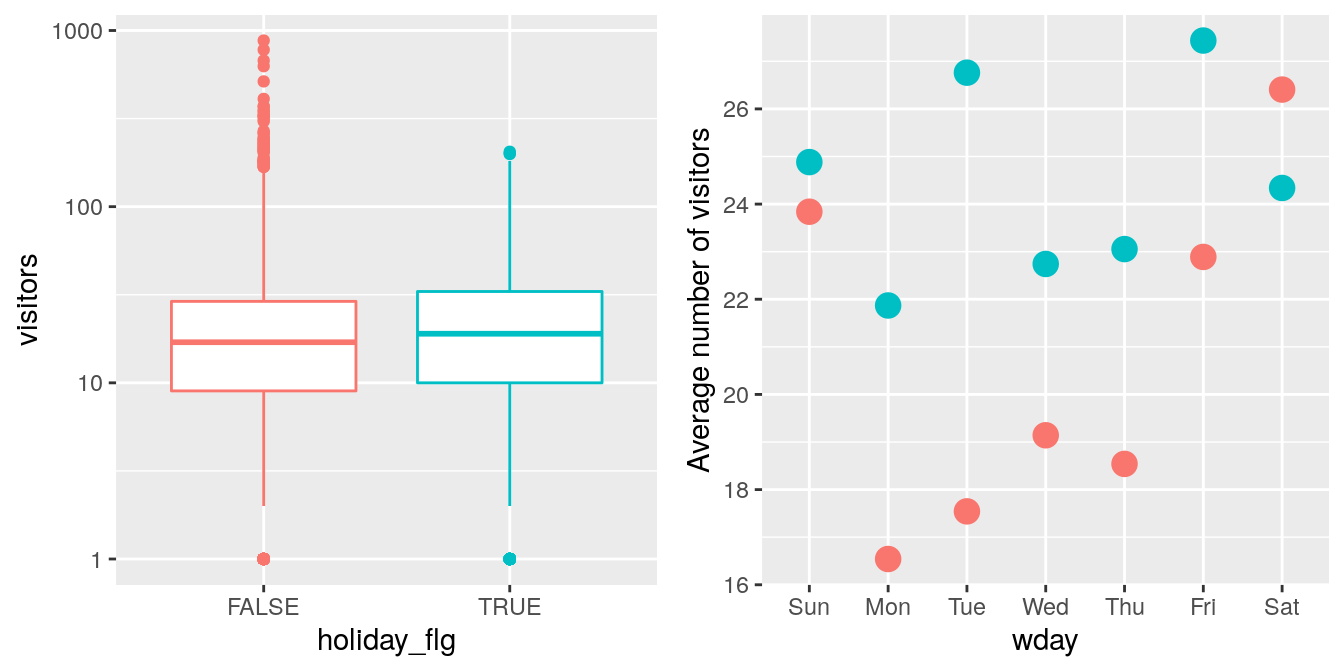 visitors
1000
100
10
1
FALSE TRUE
holiday_flg
Average number of visitors
26
24
22
20
18
16
Sun Mon Tue Wed Thu Fri Sat
wday